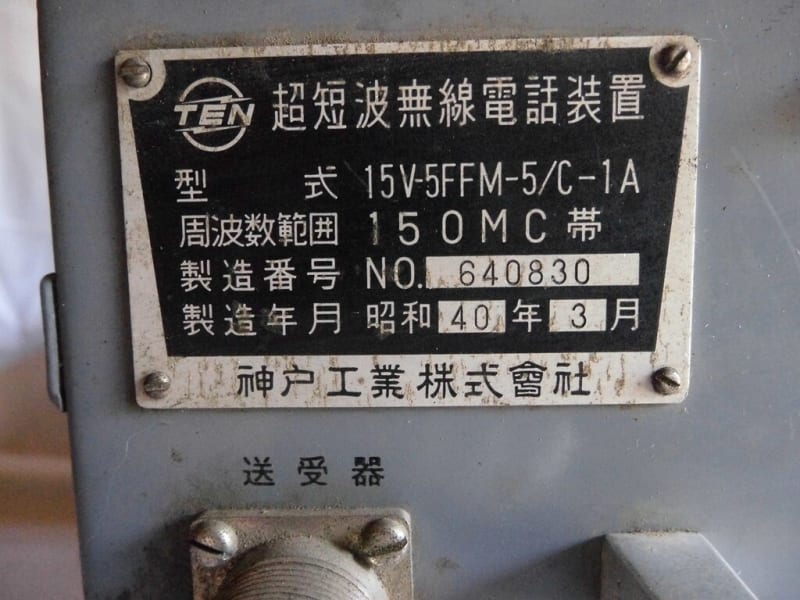 TEN 超短波無線電話装置
型式 15V-5FFM-5/C-1A
周波数範囲 150MC帯
製造番号 NO. 640830
製造年月 昭和40年3月
神戸工業株式會社
送受器